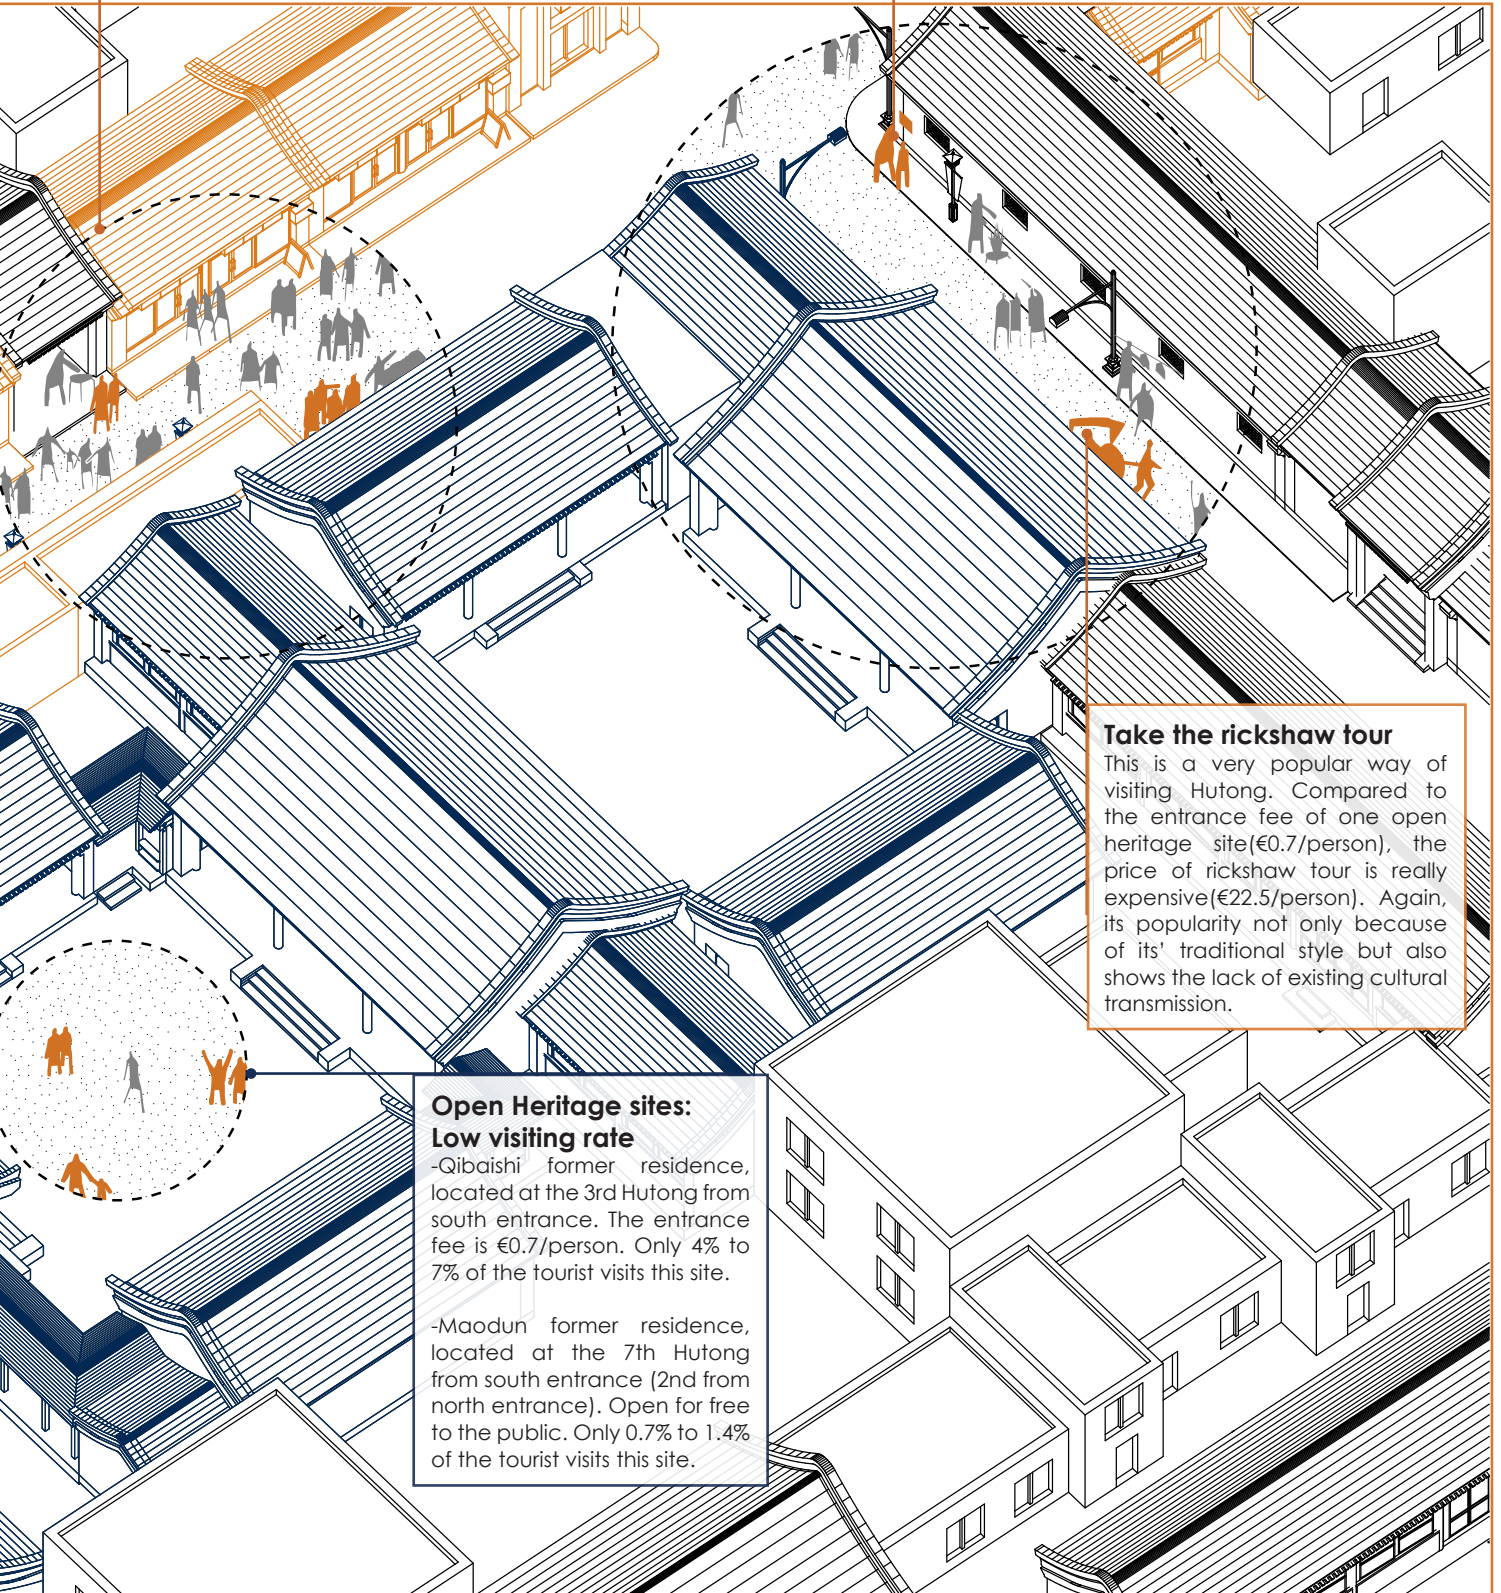 Take the rickshaw tour
This is a very popular way of
visiting Hutong. Compared to
the entrance fee of one open
heritage site(€0.7/person), the
price of rickshaw tour is really
expensive(€22.5/person). Again,
its popularity not only because
of its' traditional style but also
shows the lack of existing cultural
transmission.
Open Heritage sites:
Low visiting rate
-Qibaishi former residence,
located at the 3rd Hutong from
south entrance. The entrance
fee is €0.7/person. Only 4% to
7% of the tourist visits this site.
-Maodun former residence,
located at the 7th Hutong
from south entrance (2nd from
north entrance). Open for free
to the public. Only 0.7% to 1.4%
of the tourist visits this site.